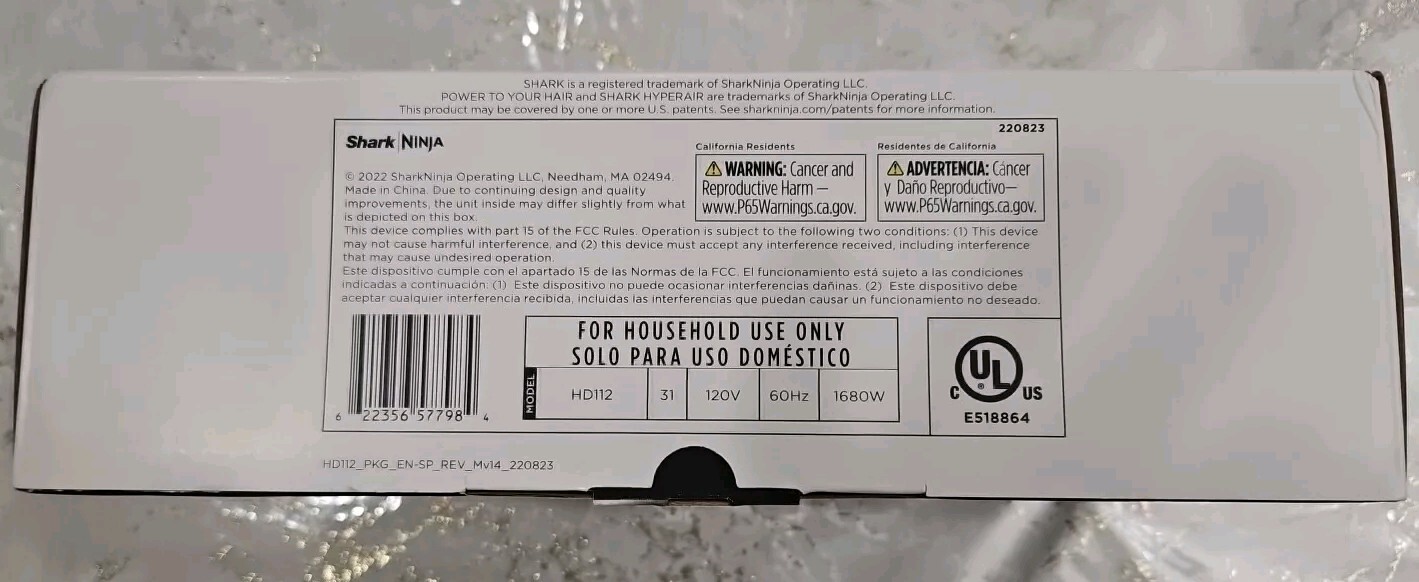 SHARK is a registered trademark of SharkNinja Operating LLC.
POWER TO YOUR HAIR and SHARK HYPERAIR are trademarks of SharkNinja Operating LLC.
This product may be covered by one or more U.S. patents. See sharkninja.com/patents for more information.
220823
Shark NINJA
California Residents
⚠ WARNING: Cancer and
Reproductive Harm —
www.P65Warnings.ca.gov.
Residentes de California
⚠ ADVERTENCIA: Cáncer
y Daño Reproductivo—
www.P65Warnings.ca.gov.
© 2022 SharkNinja Operating LLC, Needham, MA 02494.
Made in China. Due to continuing design and quality
improvements, the unit inside may differ slightly from what
is depicted on this box.
This device complies with part 15 of the FCC Rules. Operation is subject to the following two conditions: (1) This device
may not cause harmful interference, and (2) this device must accept any interference received, including interference
that may cause undesired operation.
Este dispositivo cumple con el apartado 15 de las Normas de la FCC. El funcionamiento está sujeto a las condiciones
indicadas a continuación: (1) Este dispositivo no puede ocasionar interferencias dañinas. (2) Este dispositivo debe
aceptar cualquier interferencia recibida, incluidas las interferencias que puedan causar un funcionamiento no deseado.
6 22356 57798 4
FOR HOUSEHOLD USE ONLY
SOLO PARA USO DOMÉSTICO
MODEL HD112 31 120V 60Hz 1680W
C UL ® US
E518864
HD112_PKG_EN-SP_REV_Mv14_220823